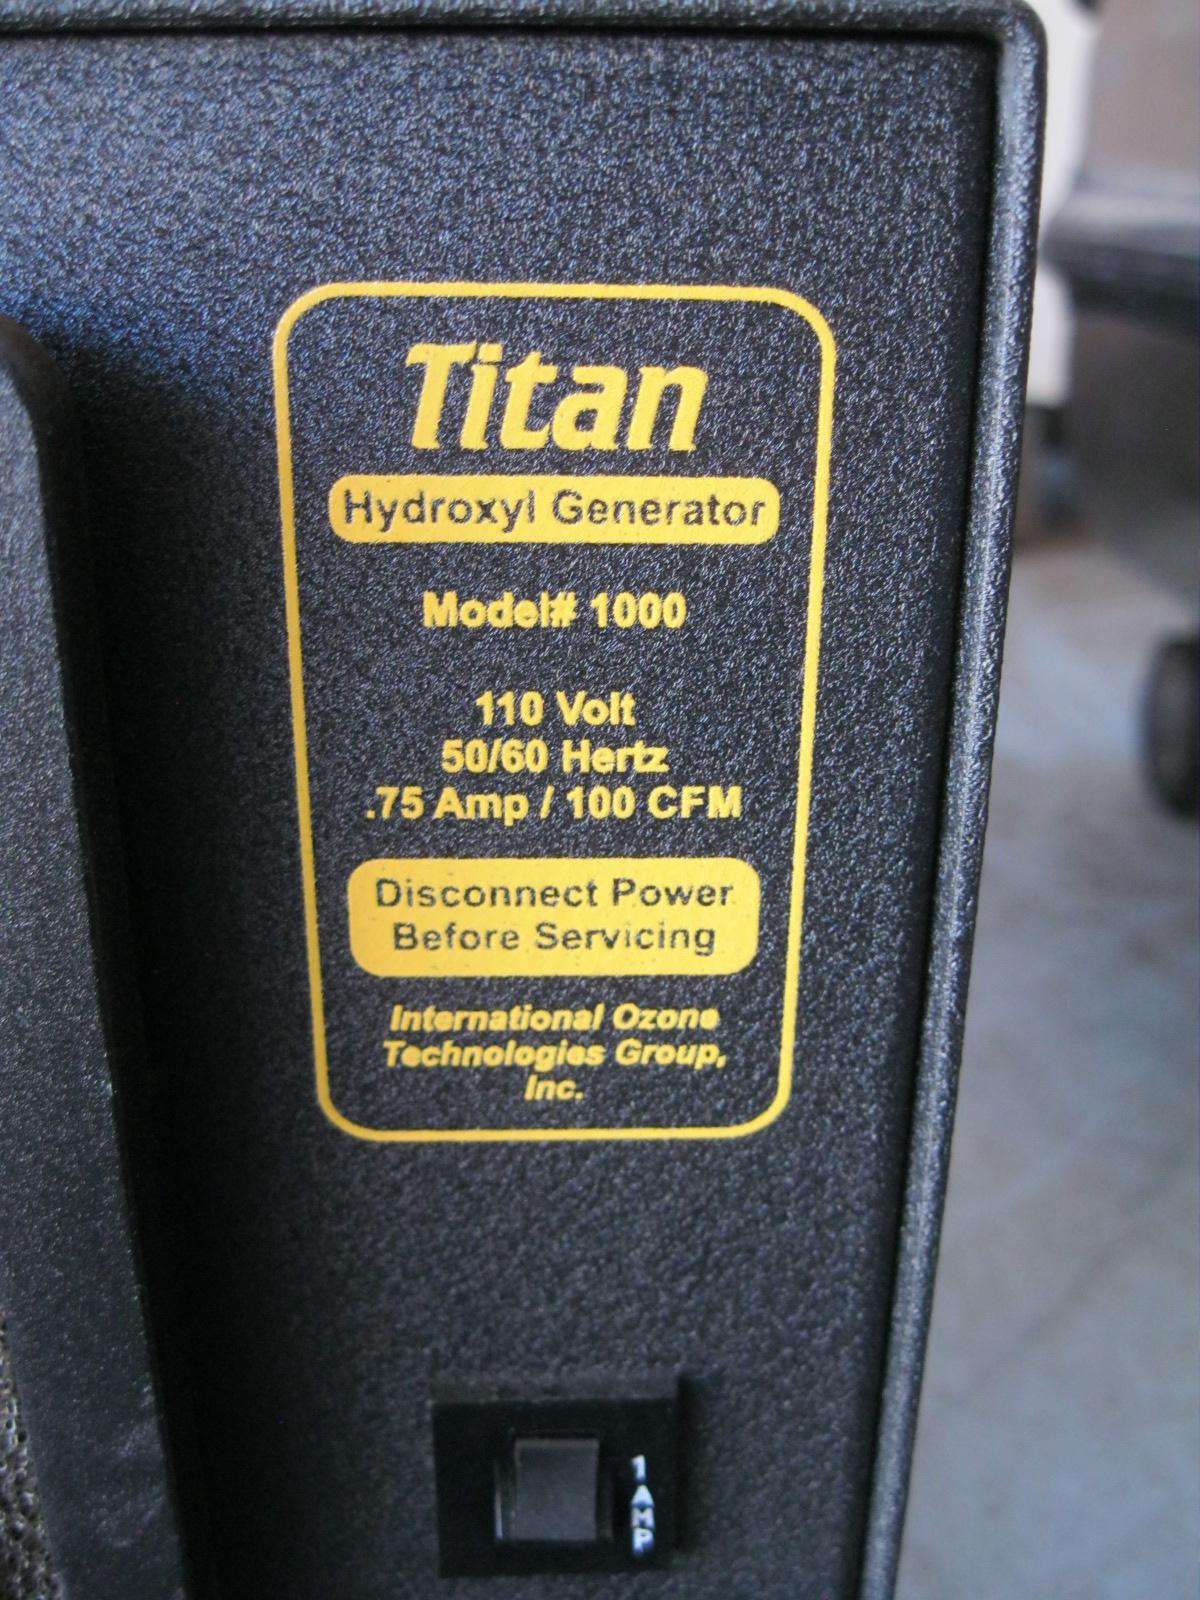 Titan
Hydroxyl Generator
Model# 1000
110 Volt
50/60 Hertz
.75 Amp / 100 CFM
Disconnect Power
Before Servicing
International Ozone
Technologies Group,
Inc.
1 AMP